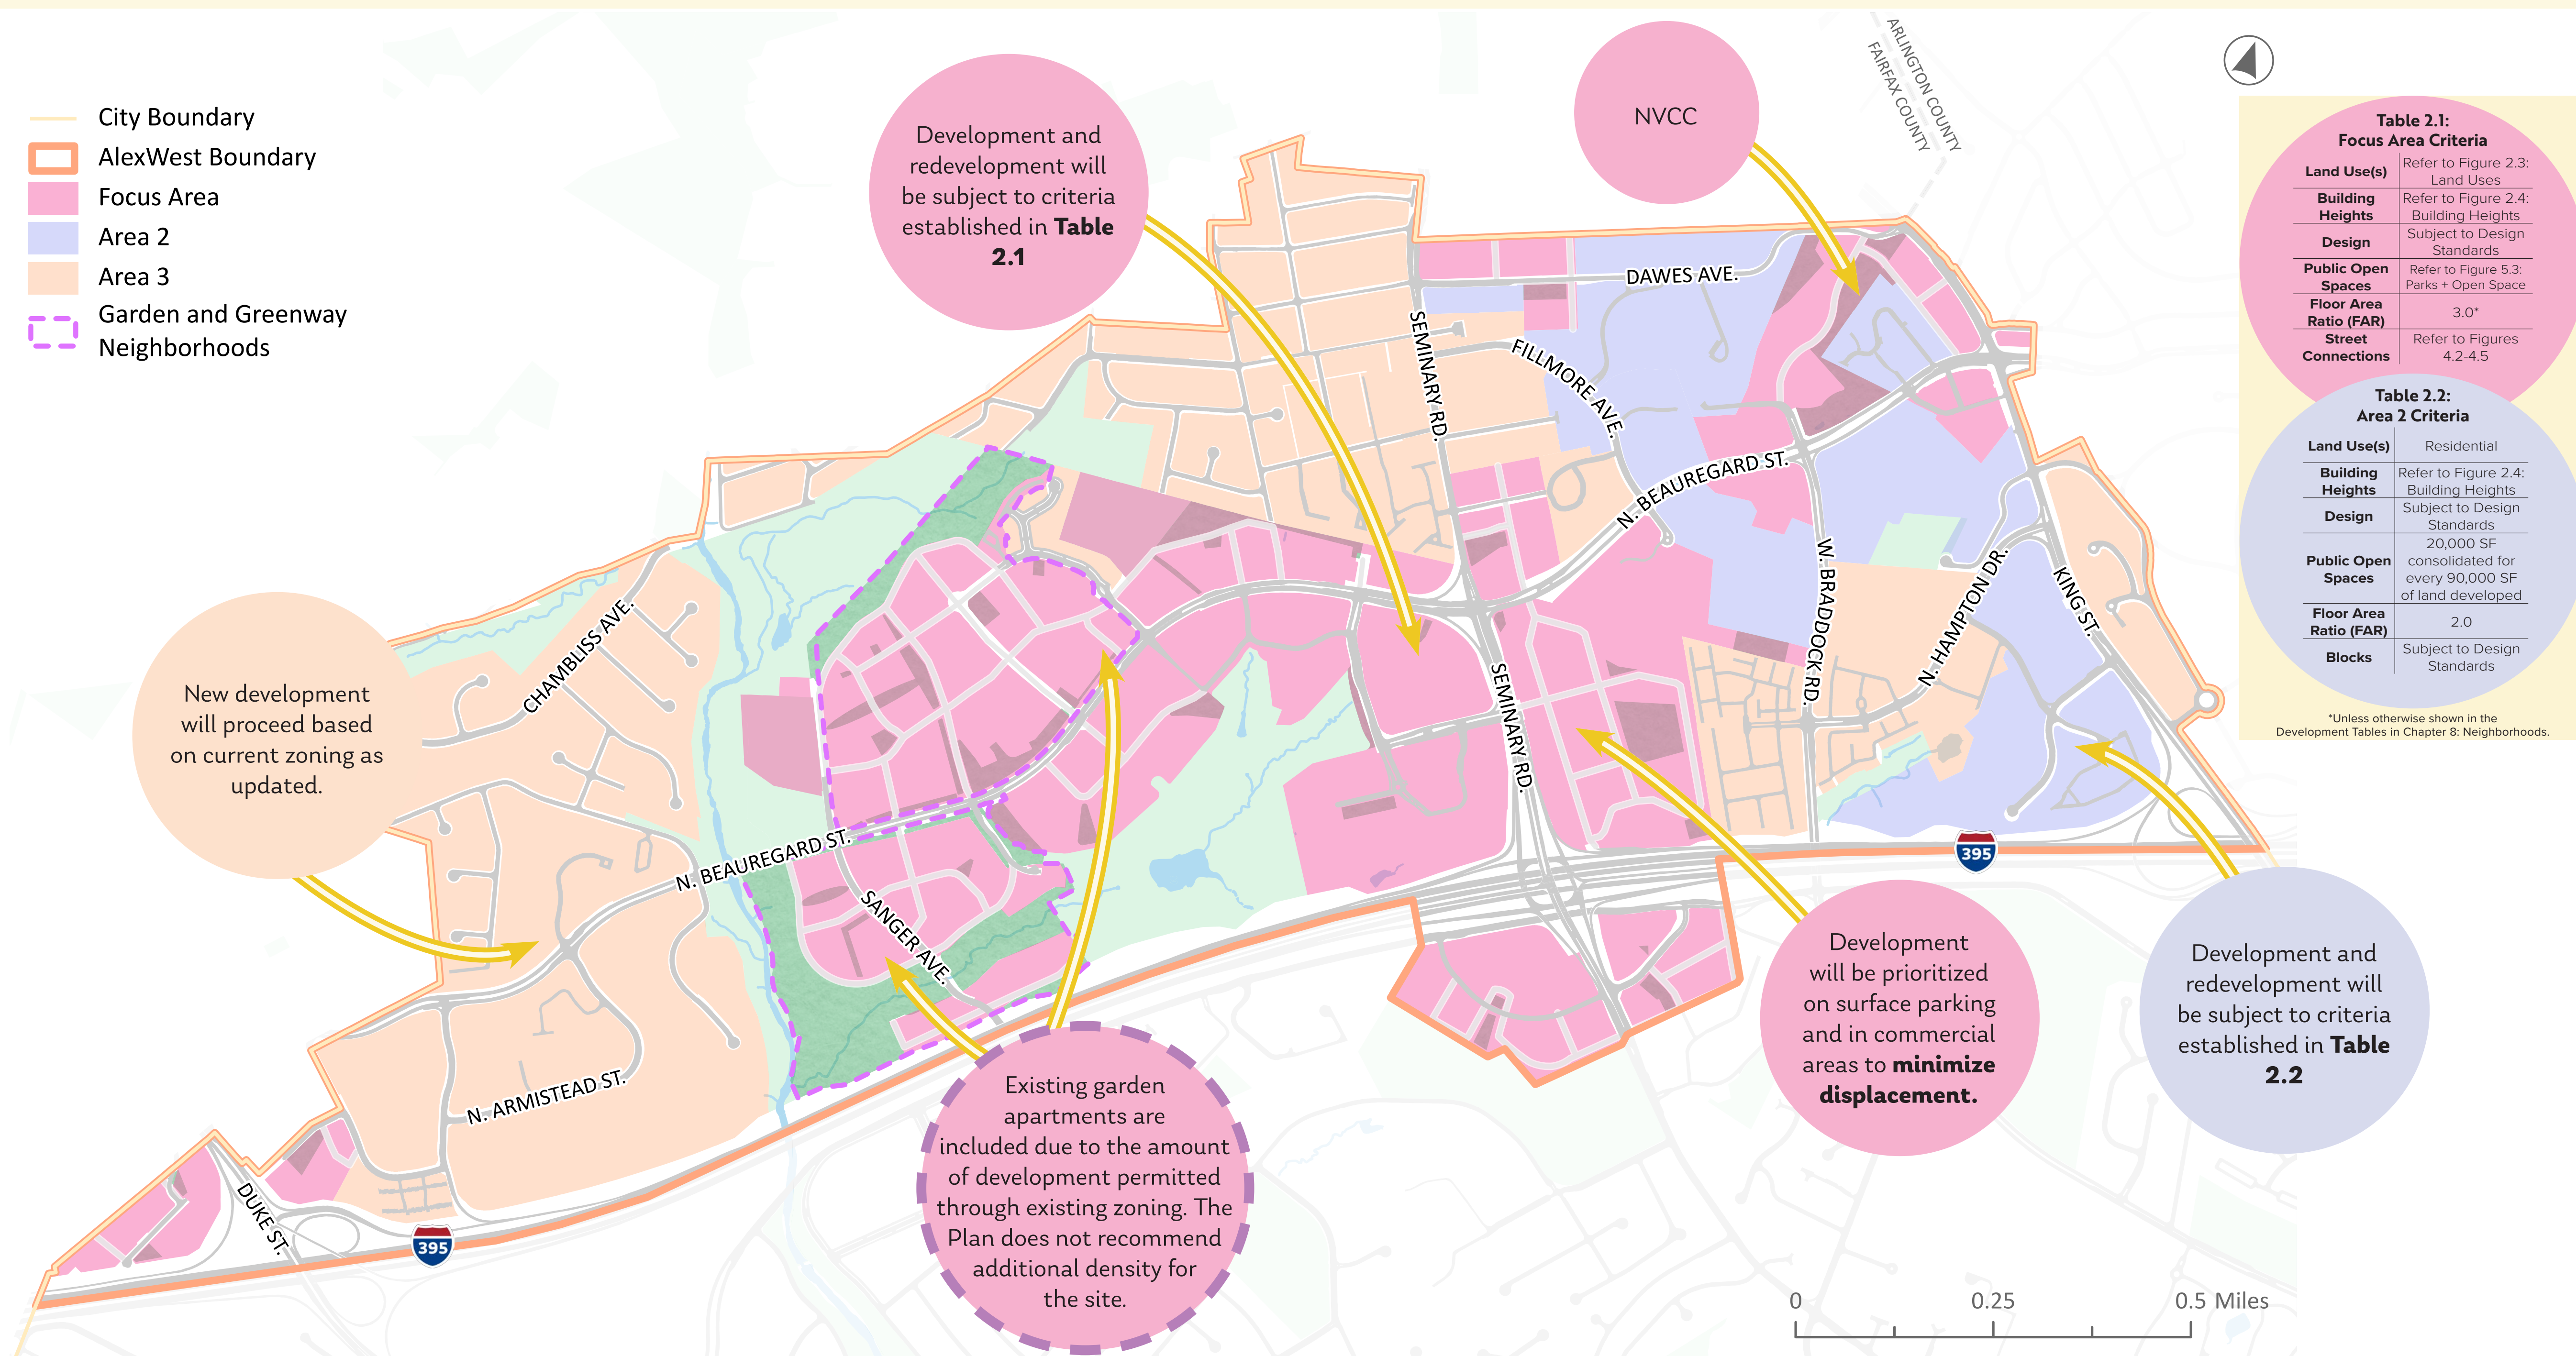 City Boundary
AlexWest Boundary
Focus Area
Area 2
Area 3
Garden and Greenway
Neighborhoods
Development and
redevelopment will
be subject to criteria
established in Table
2.1
NVCC
ARLINGTON COUNTY
FAIRFAX COUNTY
Table 2.1:
Focus Area Criteria
Land Use(s) Refer to Figure 2.3:
Land Uses
Building
Heights Refer to Figure 2.4:
Building Heights
Design Subject to Design
Standards
Public Open
Spaces Refer to Figure 5.3:
Parks + Open Space
Floor Area
Ratio (FAR) 3.0*
Street
Connections Refer to Figures
4.2-4.5
Table 2.2:
Area 2 Criteria
Land Use(s) Residential
Building
Heights Refer to Figure 2.4:
Building Heights
Design Subject to Design
Standards
Public Open
Spaces 20,000 SF
consolidated for
every 90,000 SF
of land developed
Floor Area
Ratio (FAR) 2.0
Blocks Subject to Design
Standards
*Unless otherwise shown in the
Development Tables in Chapter 8: Neighborhoods.
DAWES AVE.
SEMINARY RD.
FILLMORE AVE.
N. BEAUREGARD ST.
W. BRADDOCK RD.
N. HAMPTON DR.
KING ST.
CHAMBLISS AVE.
SEMINARY RD.
N. BEAUREGARD ST.
SANGER AVE.
N. ARMISTEAD ST.
DUKE ST.
395
395
New development
will proceed based
on current zoning as
updated.
Existing garden
apartments are
included due to the amount
of development permitted
through existing zoning. The
Plan does not recommend
additional density for
the site.
Development
will be prioritized
on surface parking
and in commercial
areas to minimize
displacement.
Development and
redevelopment will
be subject to criteria
established in Table
2.2
0 0.25 0.5 Miles